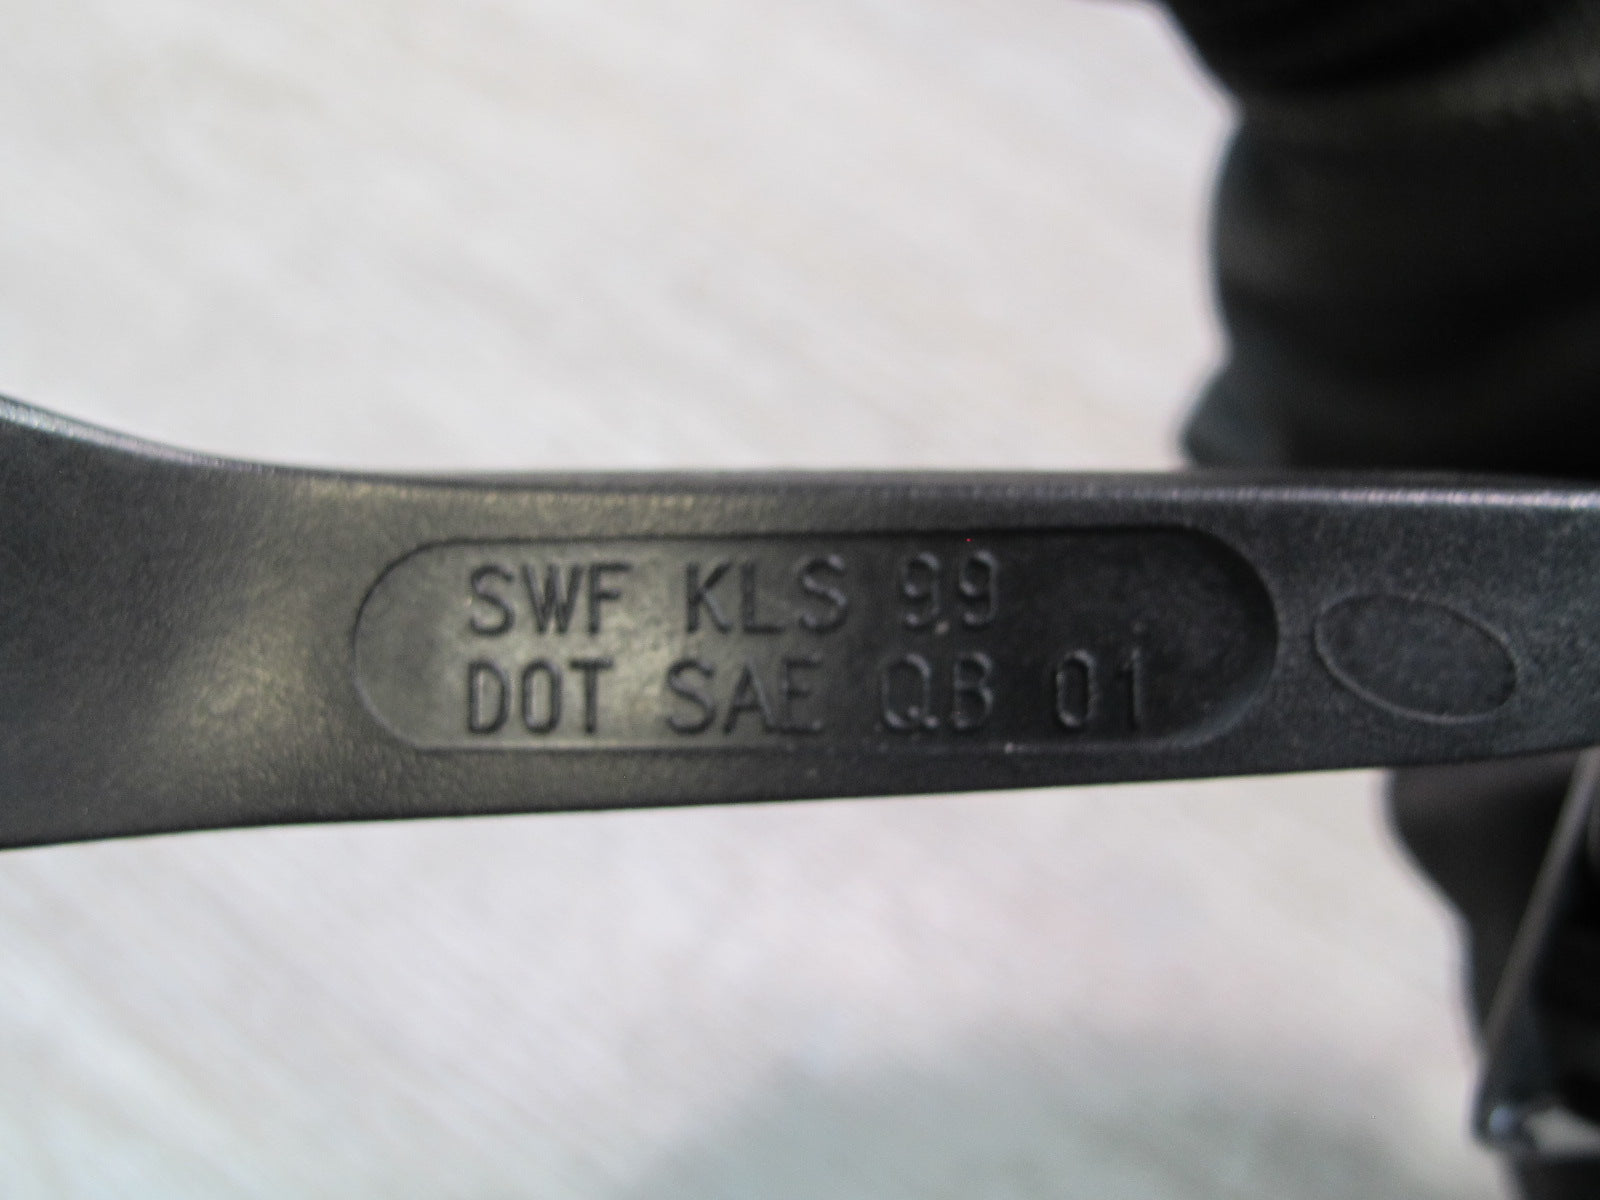 SWF KLS 99
DOT SAE QB 01